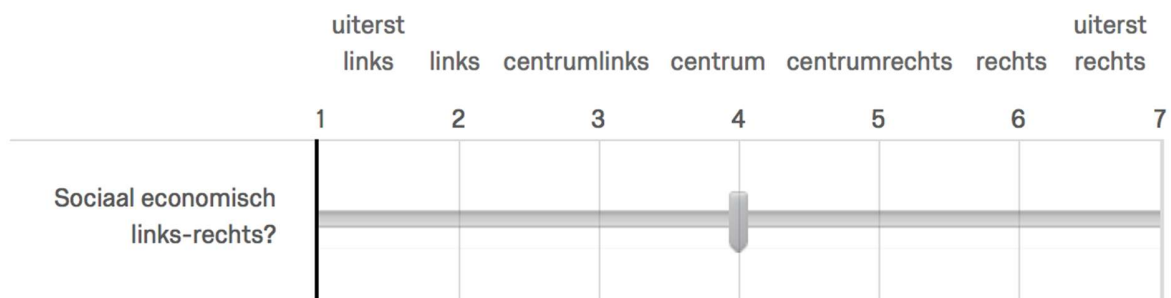 uiterst uiterst
links links centrumlinks centrum centrumrechts rechts rechts
1 2 3 4 5 6 7
Sociaal economisch
links-rechts?